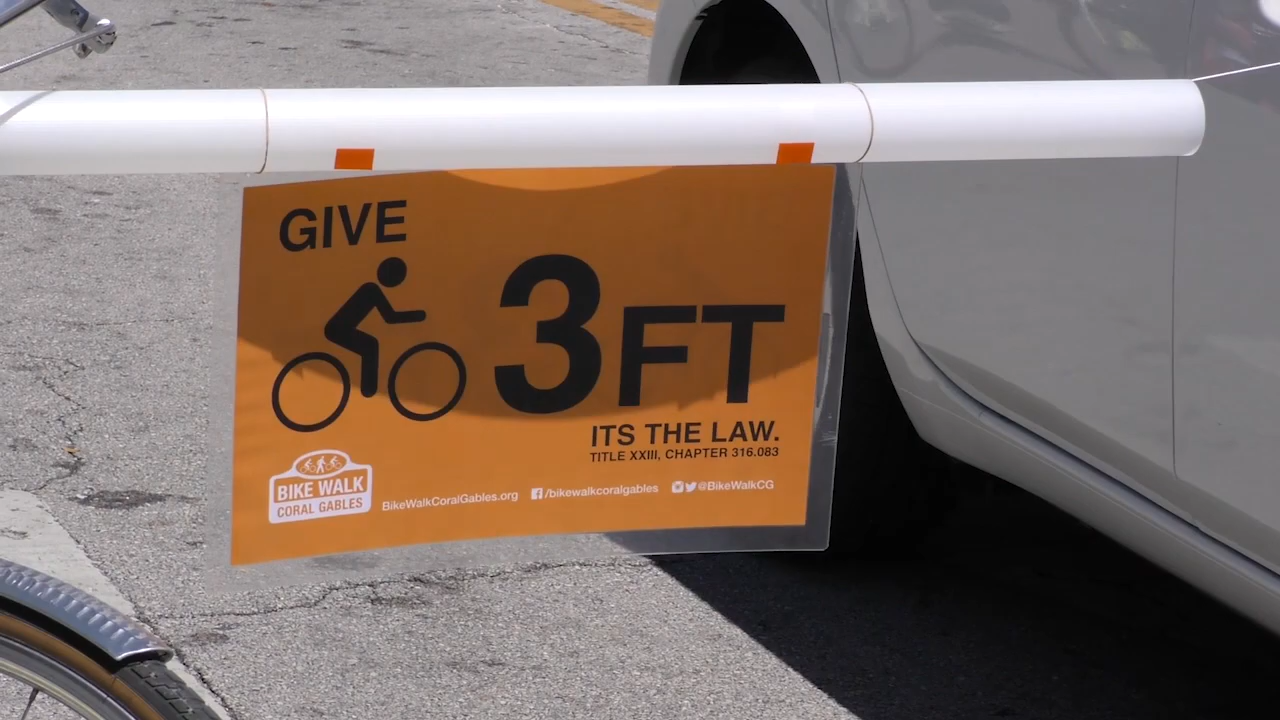 GIVE
3FT
ITS THE LAW.
TITLE XXIII, CHAPTER 316.083
BIKE WALK
CORAL GABLES
BikeWalkCoralGables.org /bikewalkcoralgables @BikeWalkCG